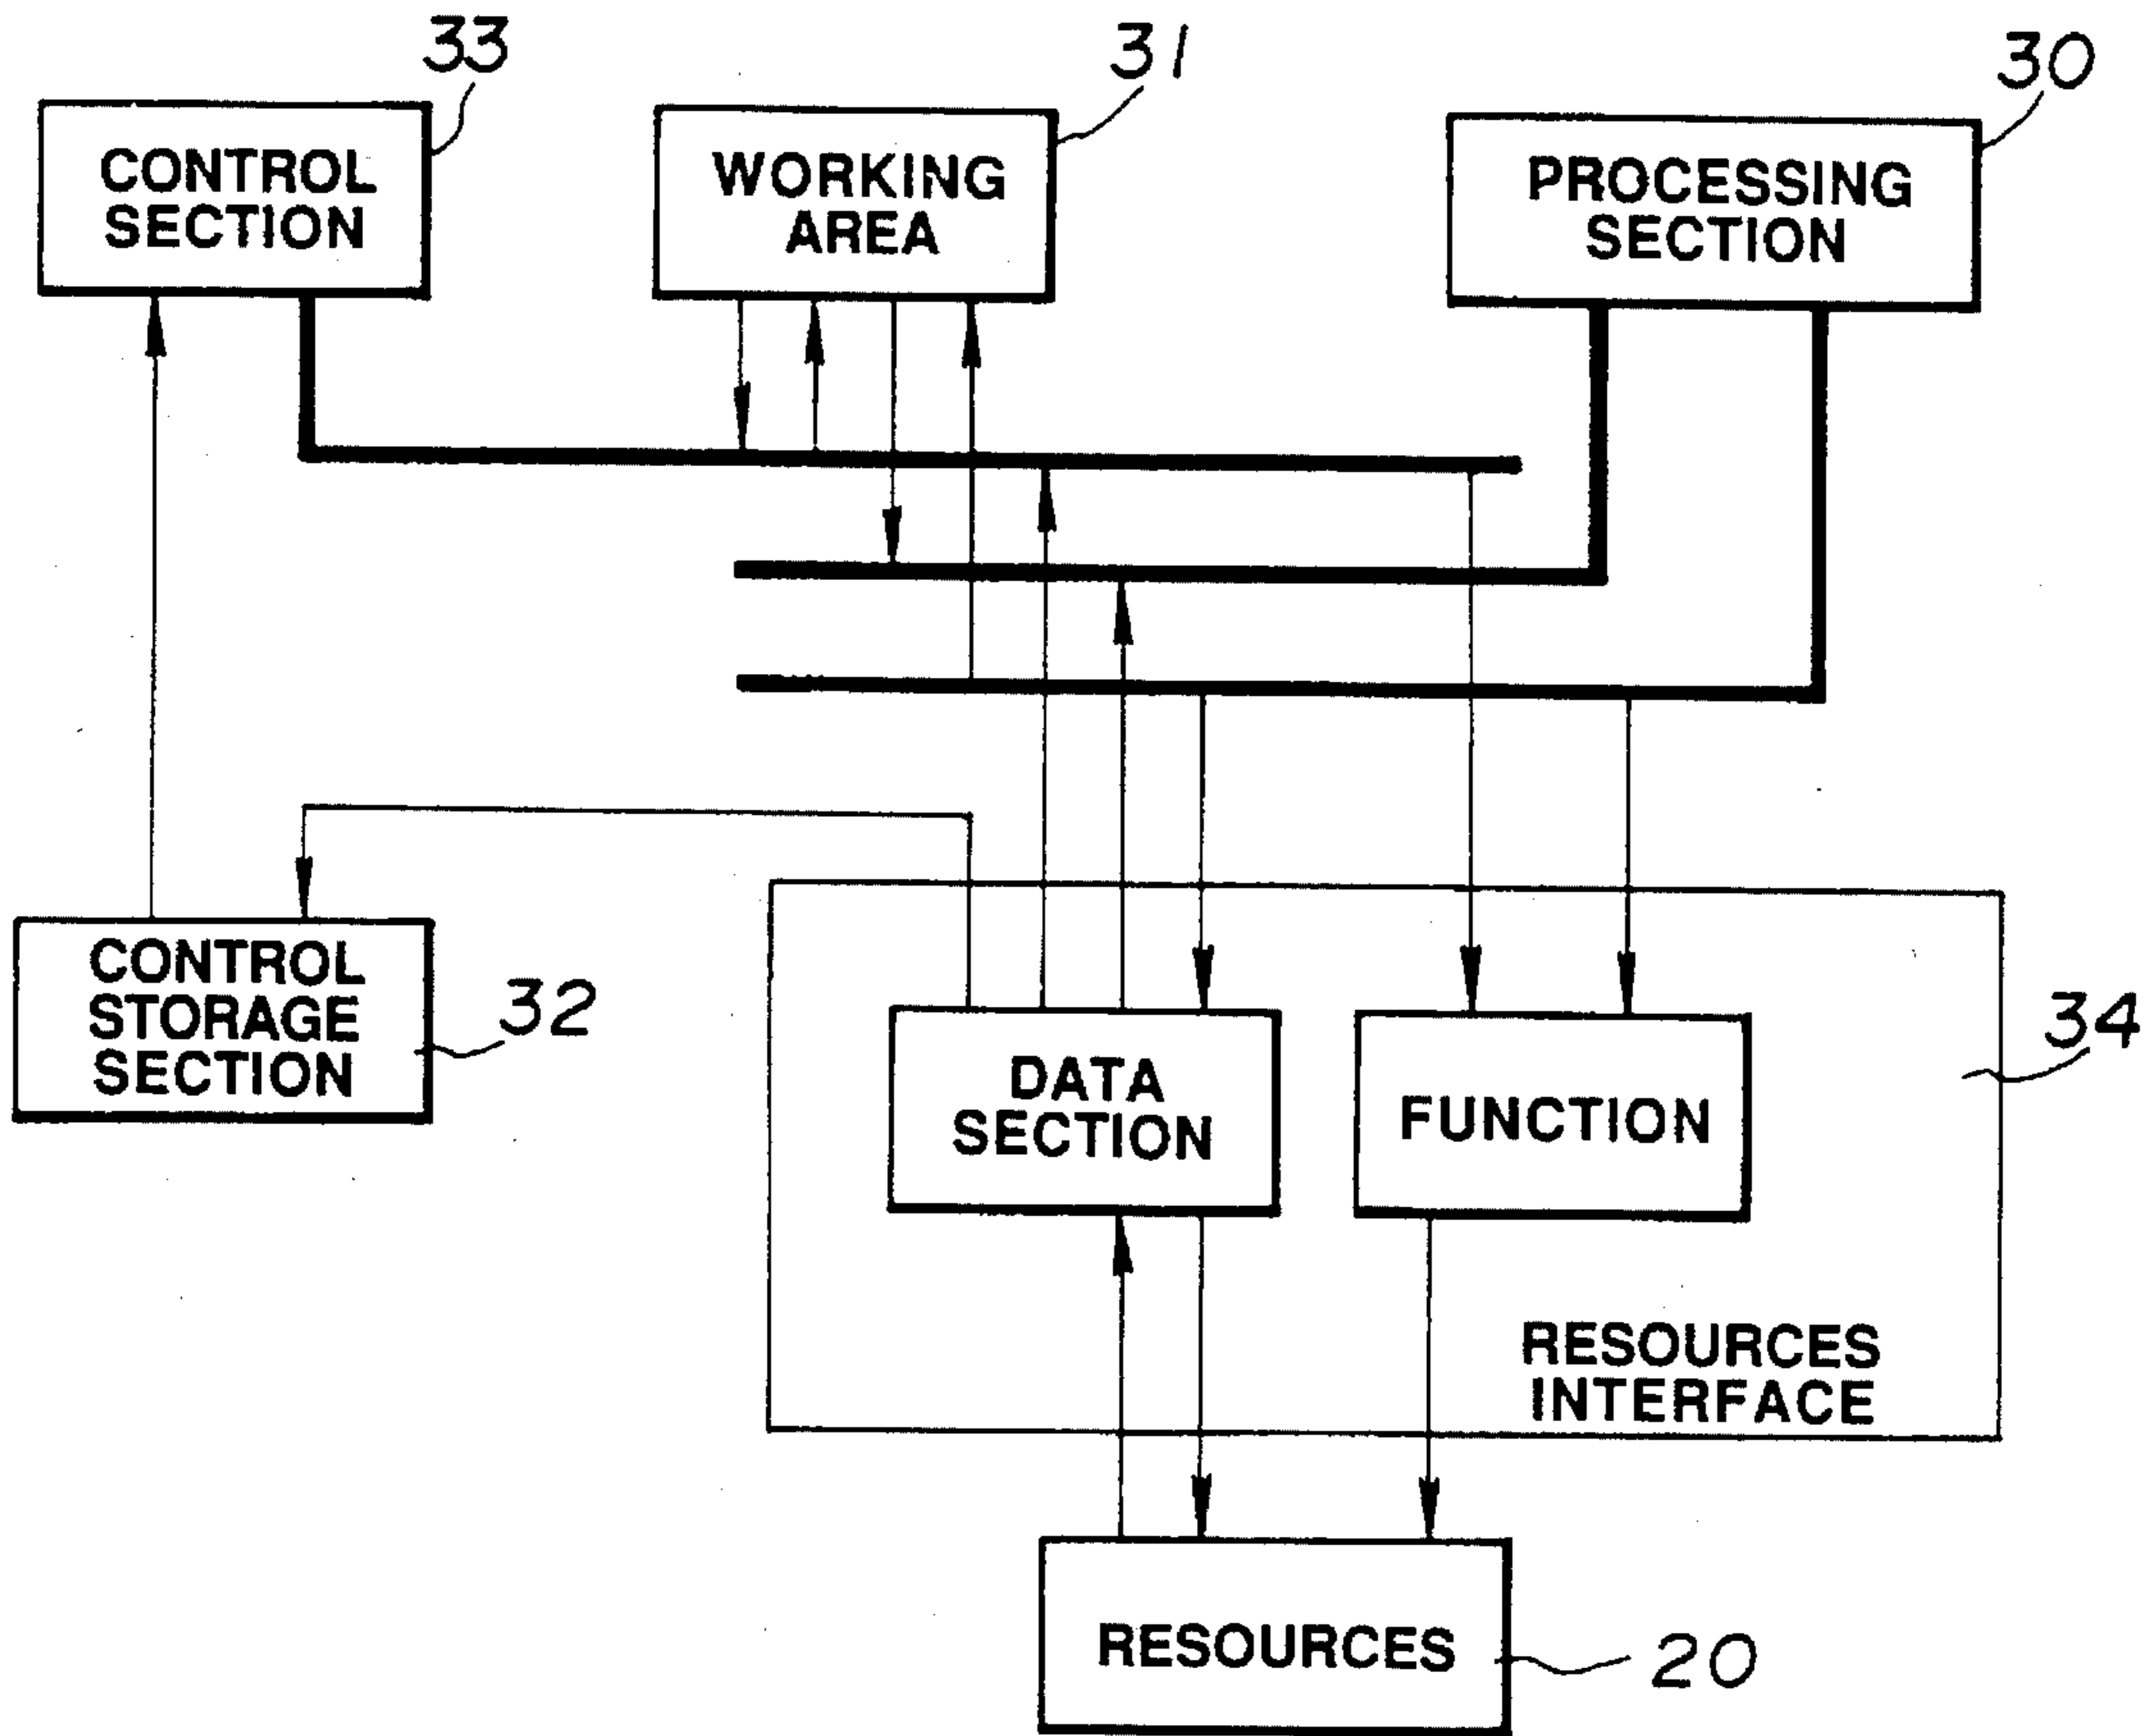 33
31
30
CONTROL
SECTION
WORKING
AREA
PROCESSING
SECTION
CONTROL
STORAGE
SECTION
32
DATA
SECTION
FUNCTION
34
RESOURCES
INTERFACE
RESOURCES
20